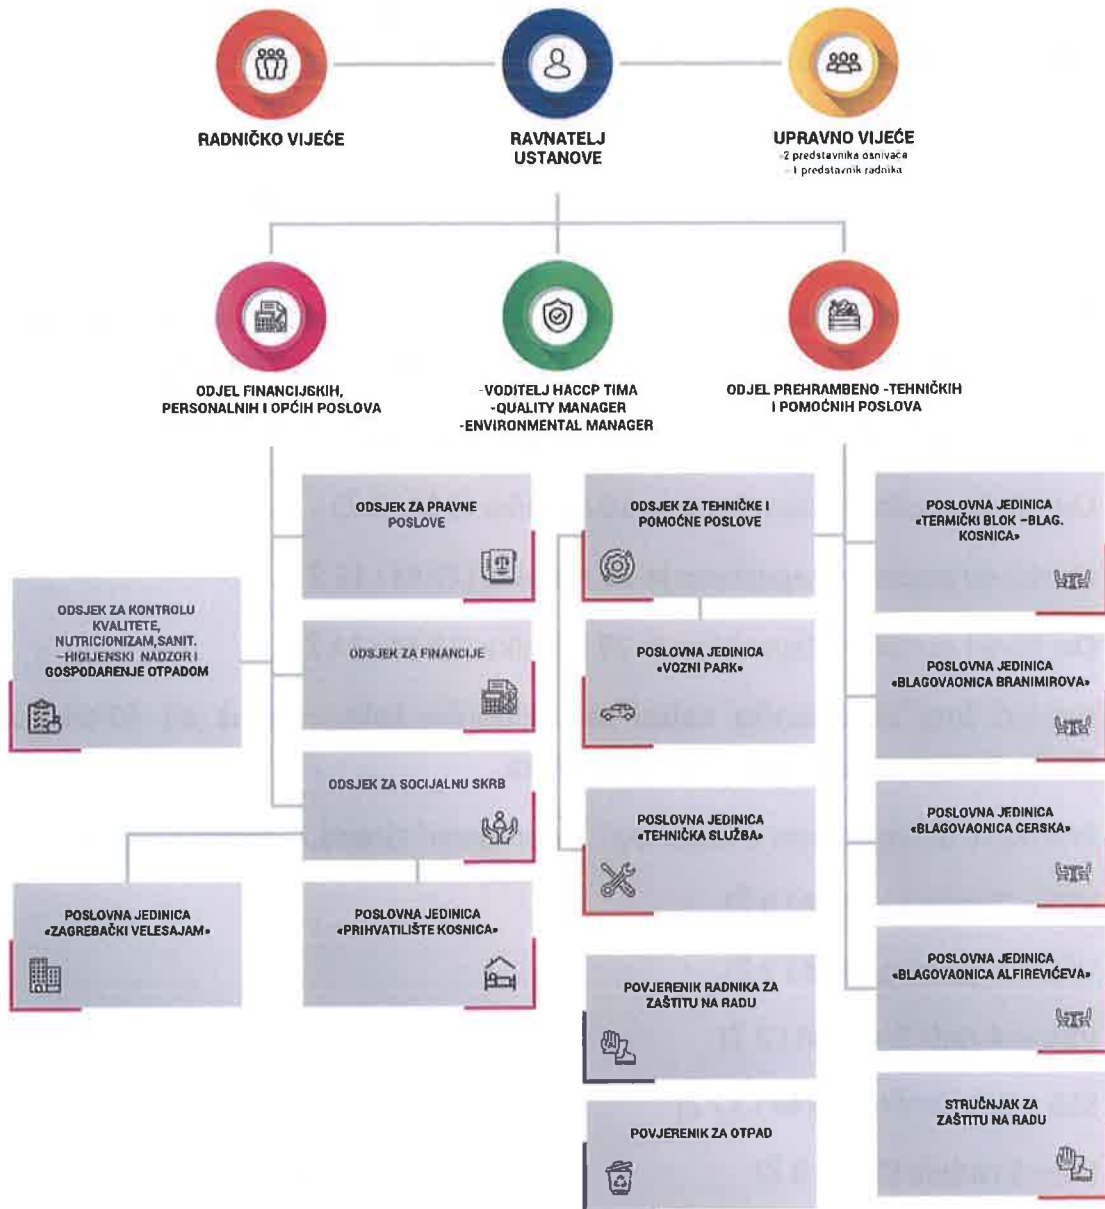 RADNIČKO VIJEĆE
RAVNATELJ
USTANOVE
UPRAVNO VIJEĆE
-2 predstavnika osnivača
- 1 predstavnik radnika
ODJEL FINANCIJSKIH,
PERSONALNIH I OPĆIH POSLOVA
-VODITELJ HACCP TIMA
-QUALITY MANAGER
-ENVIRONMENTAL MANAGER
ODJEL PREHRAMBENO -TEHNIČKIH
I POMOĆNIH POSLOVA
ODSJEK ZA PRAVNE
POSLOVE
ODSJEK ZA KONTROLU
KVALITETE,
NUTRICIONIZAM,SANIT.
-HIGIJENSKI NADZOR I
GOSPODARENJE OTPADOM
ODSJEK ZA FINANCIJE
ODSJEK ZA SOCIJALNU SKRB
POSLOVNA JEDINICA
«ZAGREBAČKI VELESAJAM»
POSLOVNA JEDINICA
«PRIHVATILIŠTE KOSNICA»
ODSJEK ZA TEHNIČKE I
POMOĆNE POSLOVE
POSLOVNA JEDINICA
«VOZNI PARK»
POSLOVNA JEDINICA
«TEHNIČKA SLUŽBA»
POVJERENIK RADNIKA ZA
ZAŠTITU NA RADU
POVJERENIK ZA OTPAD
POSLOVNA JEDINICA
«TERMIČKI BLOK -BLAG.
KOSNICA»
POSLOVNA JEDINICA
«BLAGOVAONICA BRANIMIROVA»
POSLOVNA JEDINICA
«BLAGOVAONICA CERSKA»
POSLOVNA JEDINICA
«BLAGOVAONICA ALFIREVIĆEVA»
STRUČNJAK ZA
ZAŠTITU NA RADU